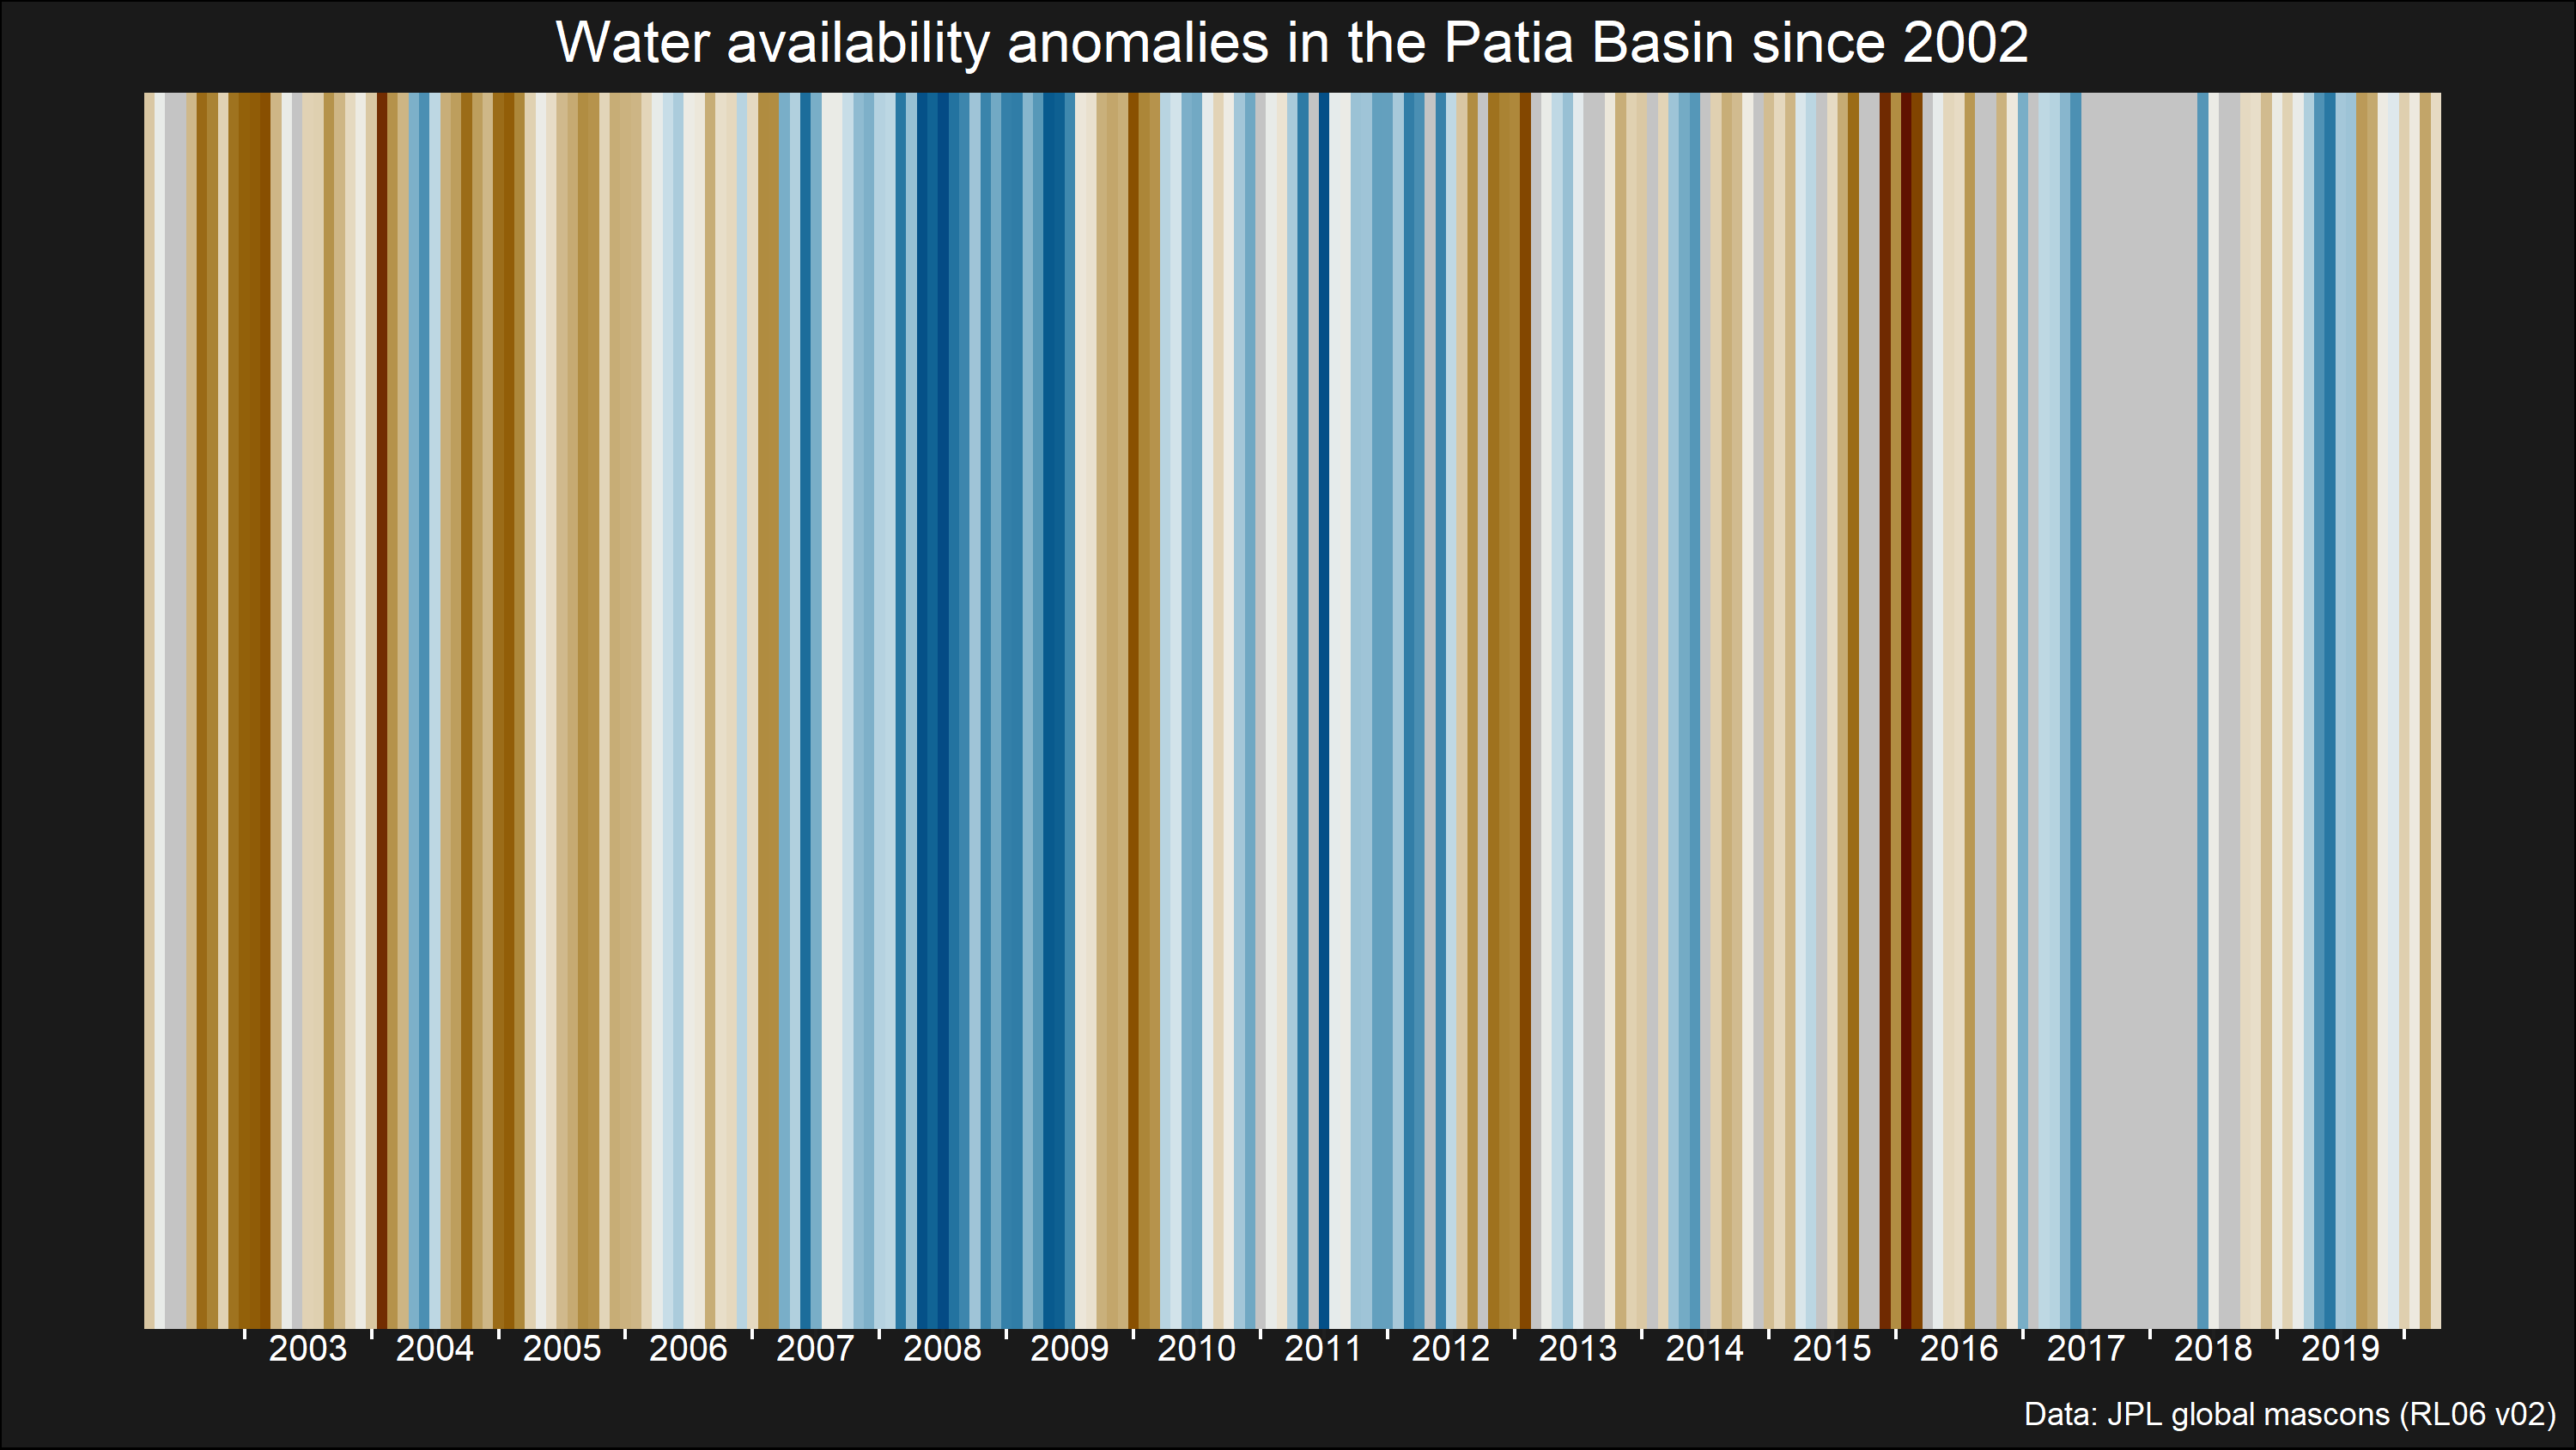 Water availability anomalies in the Patia Basin since 2002
2003 2004 2005 2006 2007 2008 2009 2010 2011 2012 2013 2014 2015 2016 2017 2018 2019
Data: JPL global mascons (RL06 v02)